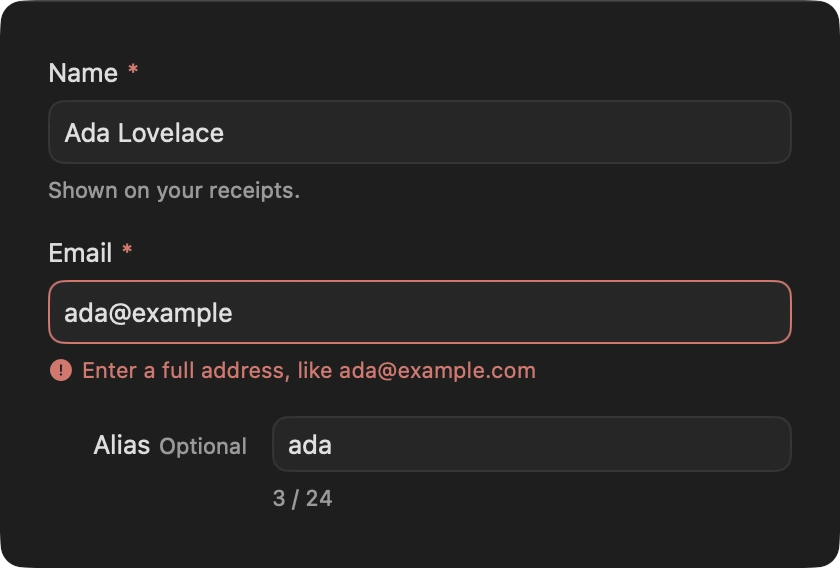 Name *
Ada Lovelace
Shown on your receipts.
Email *
ada@example
! Enter a full address, like ada@example.com
Alias Optional ada
3 / 24